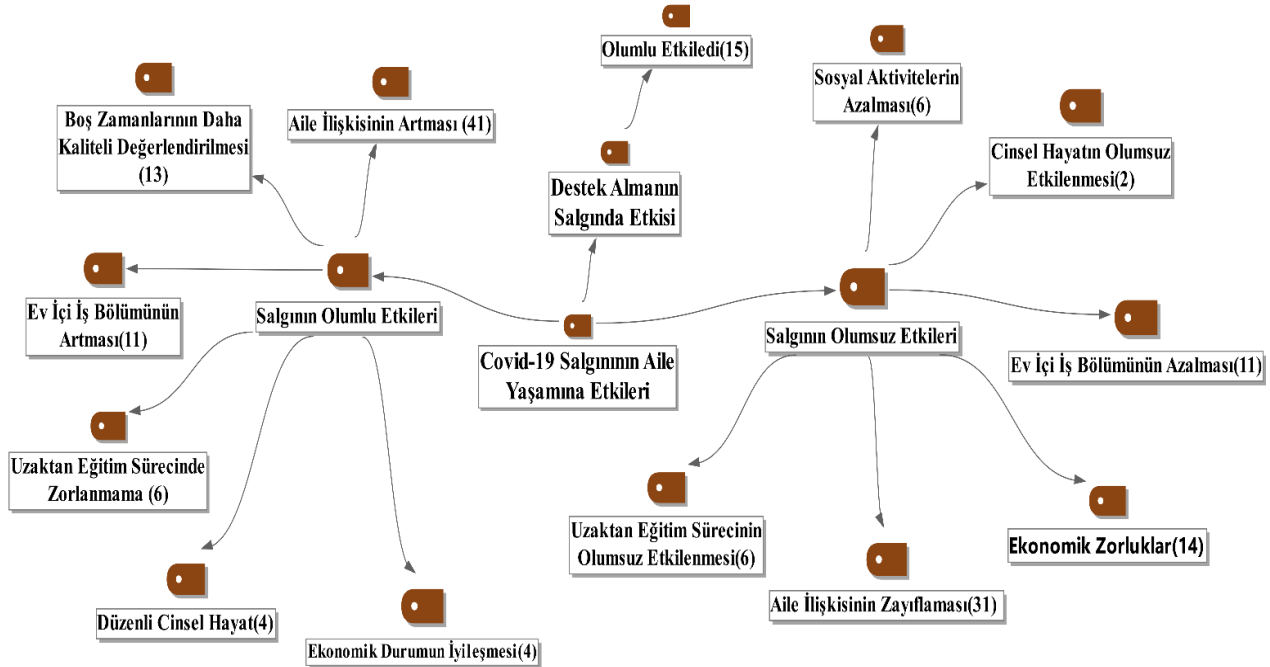 Olumlu Etkiledi(15)
Boş Zamanlarının Daha
Kaliteli Değerlendirilmesi
(13)
Aile İlişkisinin Artması (41)
Sosyal Aktivitelerin
Azalması(6)
Cinsel Hayatın Olumsuz
Etkilenmesi(2)
Destek Almanın
Salgında Etkisi
Ev İçi İş Bölümünün
Artması(11)
Salgının Olumlu Etkileri
Covid-19 Salgınının Aile
Yaşamına Etkileri
Salgının Olumsuz Etkileri
Ev İçi İş Bölümünün Azalması(11)
Uzaktan Eğitim Sürecinde
Zorlanmama (6)
Uzaktan Eğitim Sürecinin
Olumsuz Etkilenmesi(6)
Ekonomik Zorluklar(14)
Düzenli Cinsel Hayat(4)
Ekonomik Durumun İyileşmesi(4)
Aile İlişkisinin Zayıflaması(31)